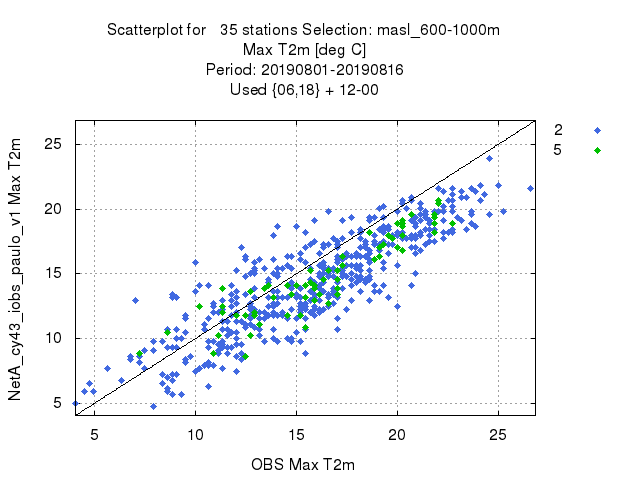 Scatterplot for   35 stations Selection: masl_600-1000m
Max T2m [deg C]
Period: 20190801-20190816
Used {06,18} + 12-00
2
5
NetA_cy43_iobs_paulo_v1 Max T2m
25
20
15
10
5
5 10 15 20 25
OBS Max T2m